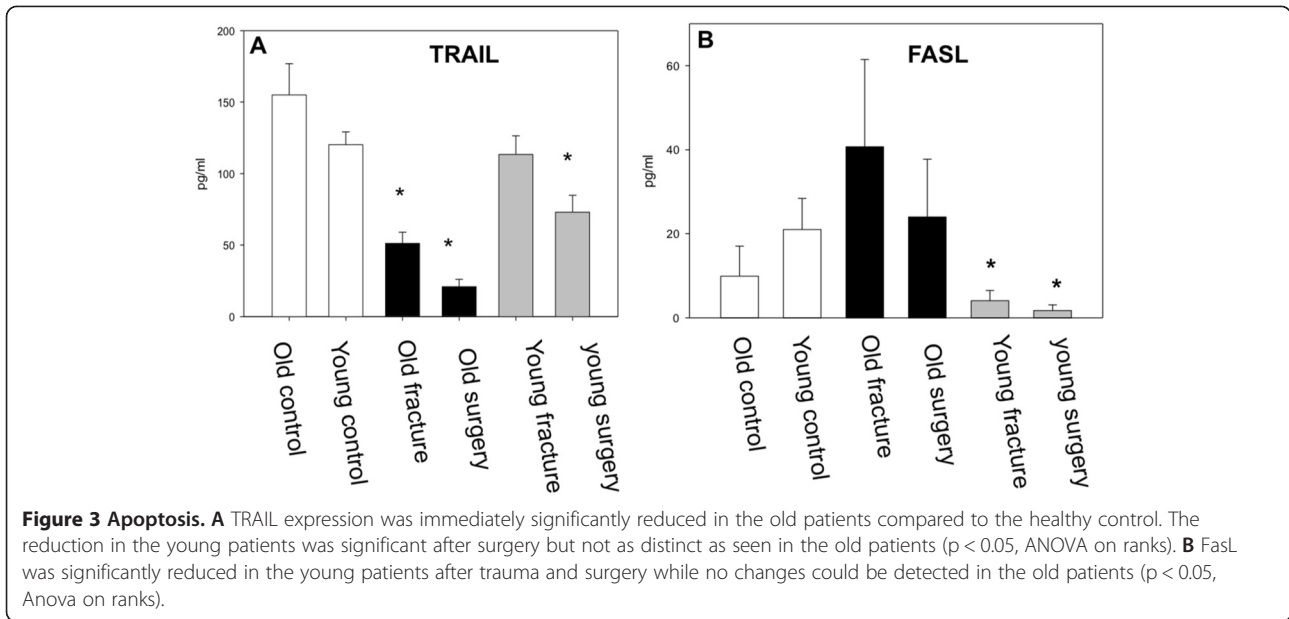 A
TRAIL
200
150
100
50
0
pg/ml
*
*
*
Old control
Young control
Old fracture
Old surgery
Young fracture
young surgery
B
FASL
60
40
20
0
pg/ml
*
*
Old control
Young control
Old fracture
Old surgery
Young fracture
young surgery
Figure 3 Apoptosis. A TRAIL expression was immediately significantly reduced in the old patients compared to the healthy control. The
reduction in the young patients was significant after surgery but not as distinct as seen in the old patients (p < 0.05, ANOVA on ranks). B FasL
was significantly reduced in the young patients after trauma and surgery while no changes could be detected in the old patients (p < 0.05,
Anova on ranks).